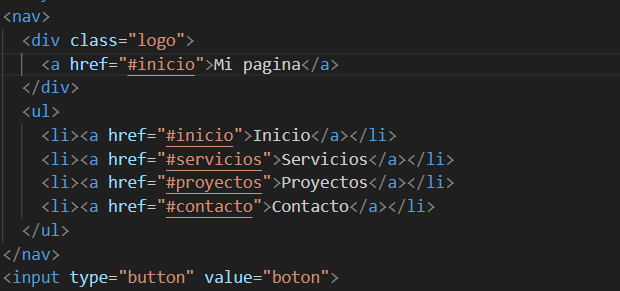 <nav>
<div class="logo">
<a href="#inicio">Mi pagina</a>
</div>
<ul>
<li><a href="#inicio">Inicio</a></li>
<li><a href="#servicios">Servicios</a></li>
<li><a href="#proyectos">Proyectos</a></li>
<li><a href="#contacto">Contacto</a></li>
</ul>
</nav>
<input type="button" value="boton">